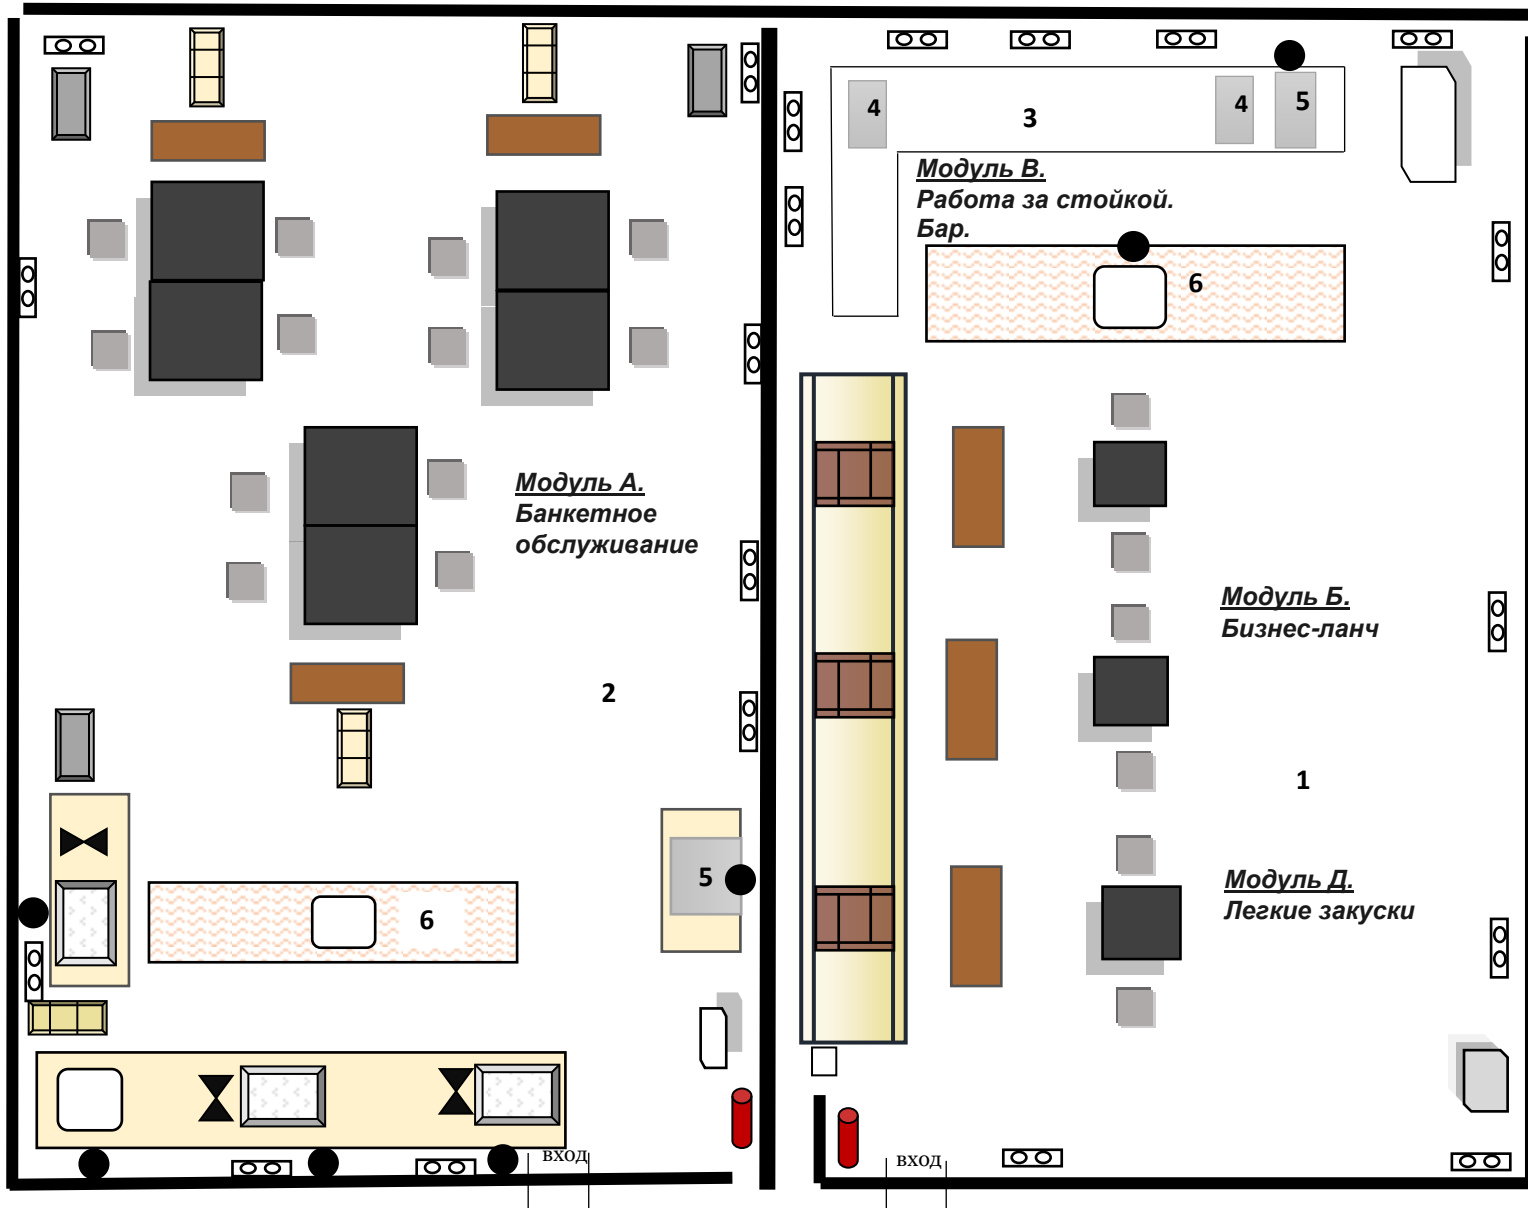 4
3
4
5
Модуль В.
Работа за стойкой.
Бар.
6
Модуль А.
Банкетное
обслуживание
Модуль Б.
Бизнес-ланч
2
1
5
Модуль Д.
Легкие закуски
6
вход
вход